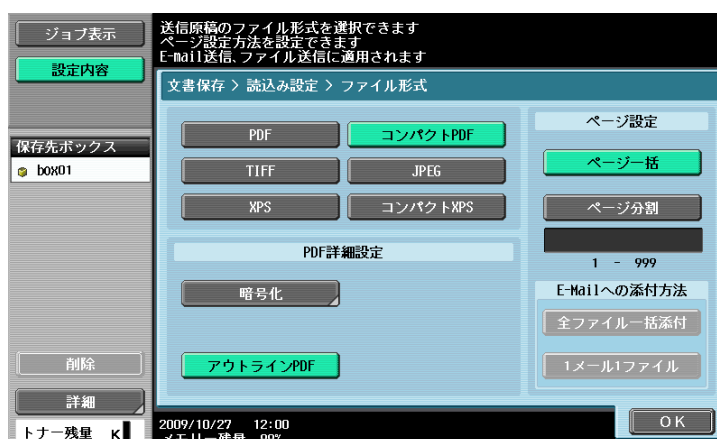 ジョブ表示
設定内容
保存先ボックス
box01
削除
詳細
トナー残量 K
送信原稿のファイル形式を選択できます
ページ設定方法を設定できます
E-mail送信、ファイル送信に適用されます
文書保存 > 読込み設定 > ファイル形式
PDF
コンパクトPDF
TIFF
JPEG
XPS
コンパクトXPS
PDF詳細設定
暗号化
アウトラインPDF
ページ設定
ページ一括
ページ分割
1 - 999
E-Mailへの添付方法
全ファイル一括添付
1メール1ファイル
2009/10/27 12:00
メモリー残量 99%
OK